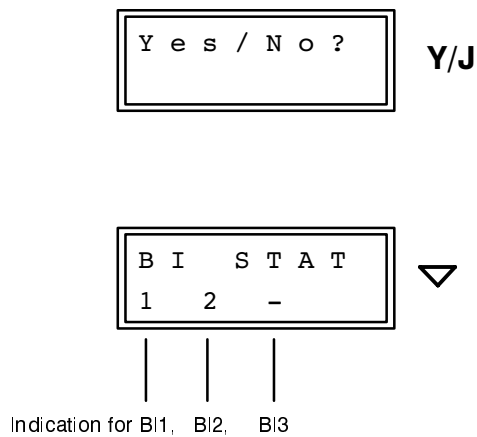 Yes/No?
Y/J
BI STAT
1 2 –
Indication for BI1, BI2, BI3